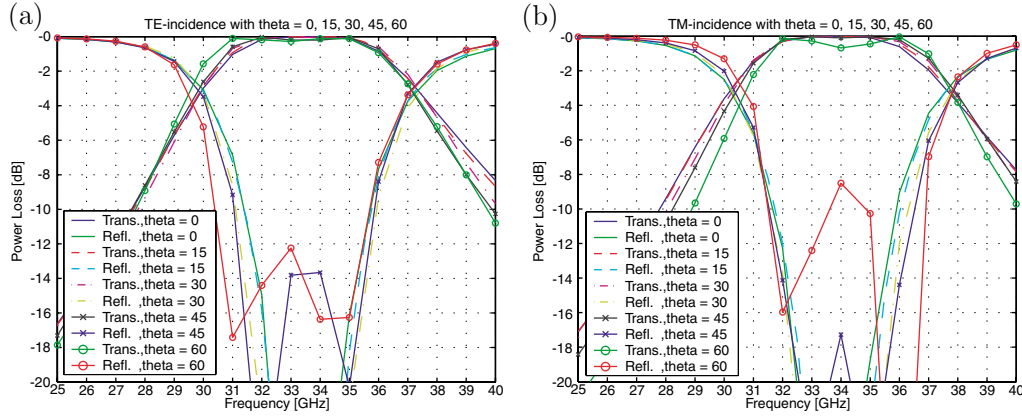 (a)
TE-incidence with theta = 0, 15, 30, 45, 60
Power Loss [dB]
-0
-2
-4
-6
-8
-10
-12
-14
-16
-18
-20
Trans.,theta = 0
Refl. ,theta = 0
Trans.,theta = 15
Refl. ,theta = 15
Trans.,theta = 30
Refl. ,theta = 30
Trans.,theta = 45
Refl. ,theta = 45
Trans.,theta = 60
Refl. ,theta = 60
25 26 27 28 29 30 31 32 33 34 35 36 37 38 39 40
Frequency [GHz]
(b)
TM-incidence with theta = 0, 15, 30, 45, 60
Power Loss [dB]
-0
-2
-4
-6
-8
-10
-12
-14
-16
-18
-20
Trans.,theta = 0
Refl. ,theta = 0
Trans.,theta = 15
Refl. ,theta = 15
Trans.,theta = 30
Refl. ,theta = 30
Trans.,theta = 45
Refl. ,theta = 45
Trans.,theta = 60
Refl. ,theta = 60
25 26 27 28 29 30 31 32 33 34 35 36 37 38 39 40
Frequency [GHz]